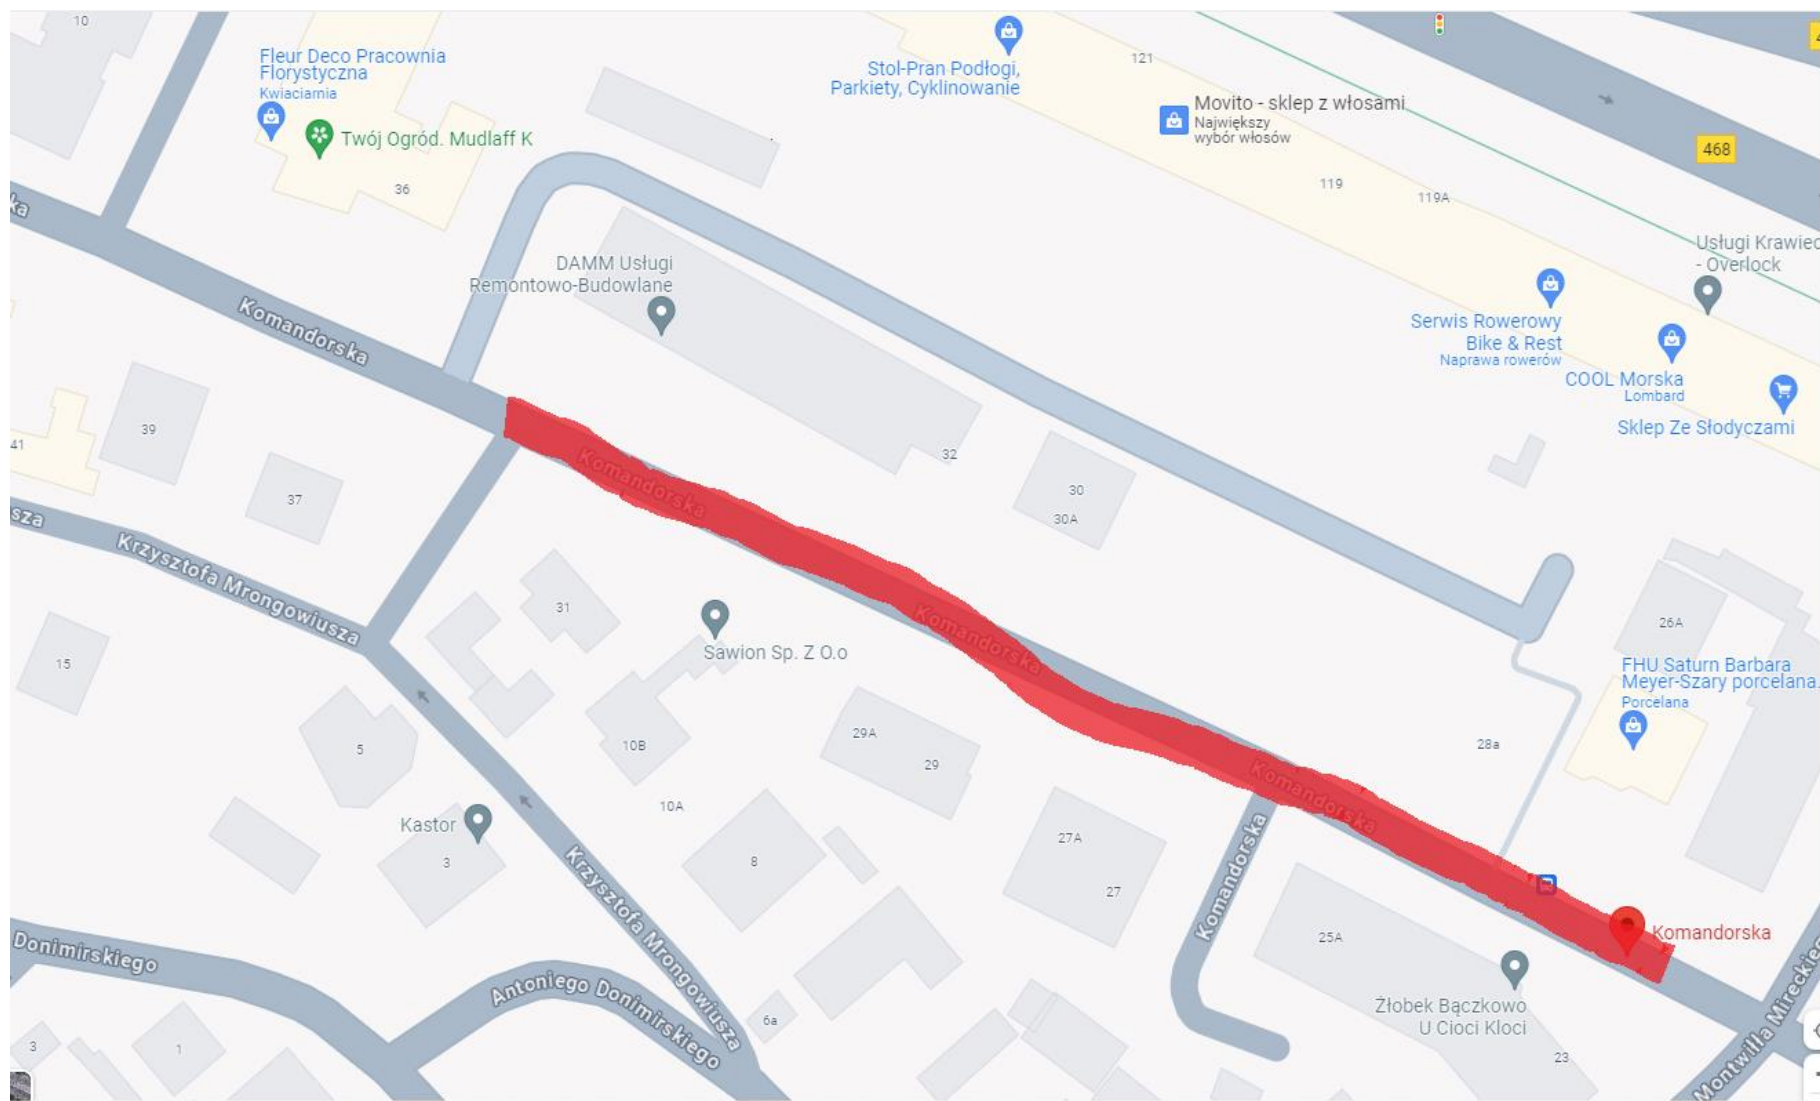 10
Fleur Deco Pracownia
Florystyczna
Kwiaciarnia
Twój Ogród. Mudlaff K
36
Stol-Pran Podłogi,
Parkiety, Cyklinowanie
121
Movito - sklep z włosami
Największy
wybór włosów
468
119
119A
Usługi Krawiec
- Overlock
ka
DAMM Usługi
Remontowo-Budowlane
Serwis Rowerowy
Bike & Rest
Naprawa rowerów
COOL Morska
Lombard
Sklep Ze Słodyczami
Komandorska
39
41
37
32
30
30A
Komandorska
sza
Krzysztofa Mrongowiusza
31
Sawion Sp. Z O.o
Komandorska
26A
FHU Saturn Barbara
Meyer-Szary porcelana.
Porcelana
15
5
10B
29A
29
28a
10A
Komandorska
Kastor
3
8
27A
27
Komandorska
Krzysztofa Mrongowiusza
25A
Komandorska
Donimirskiego
Antoniego Donimirskiego
6a
Żłobek Bączkowo
U Cioci Kloci
3
1
23
Montwiłła Mireckie